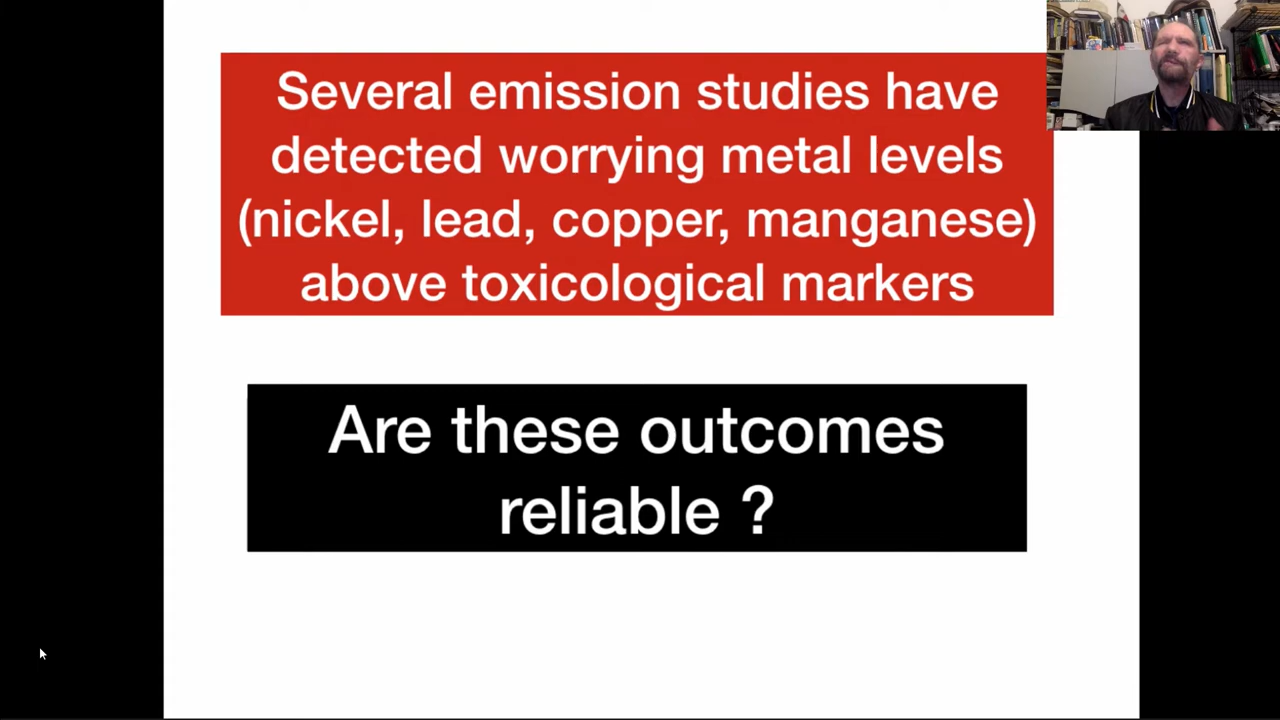 Several emission studies have
detected worrying metal levels
(nickel, lead, copper, manganese)
above toxicological markers
Are these outcomes
reliable ?